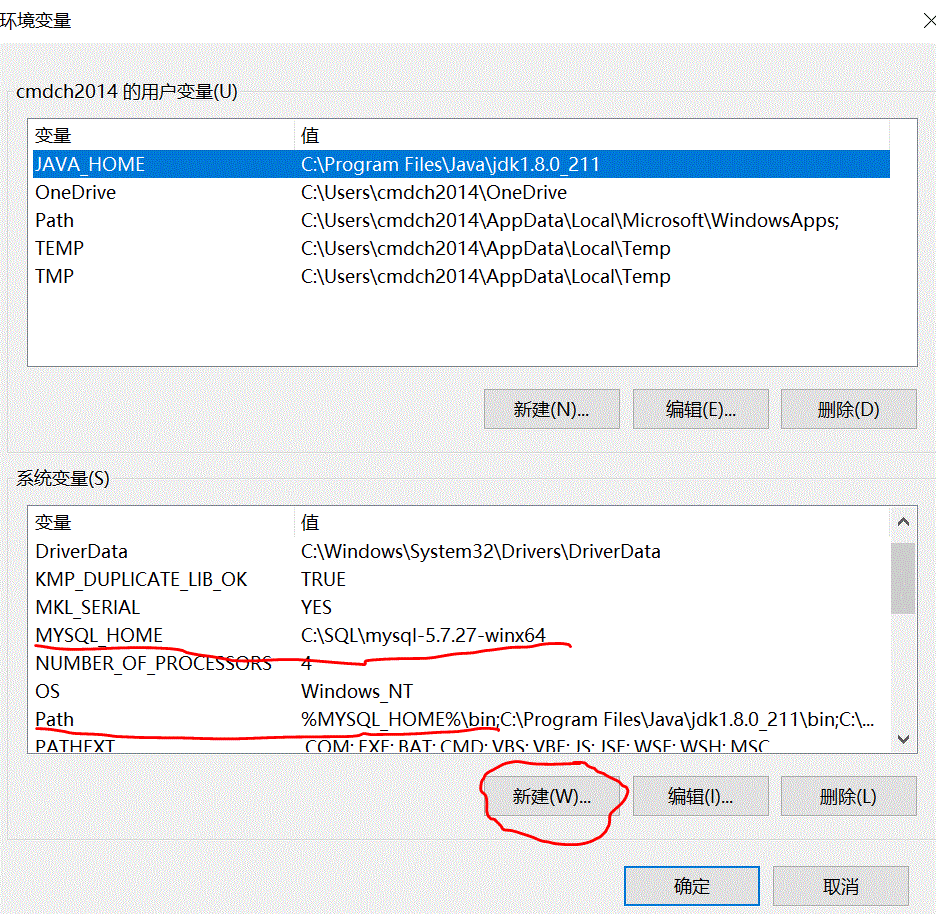 环境变量
cmdch2014 的用户变量(U)
变量 值
JAVA_HOME C:\Program Files\Java\jdk1.8.0_211
OneDrive C:\Users\cmdch2014\OneDrive
Path C:\Users\cmdch2014\AppData\Local\Microsoft\WindowsApps;
TEMP C:\Users\cmdch2014\AppData\Local\Temp
TMP C:\Users\cmdch2014\AppData\Local\Temp
新建(N)... 编辑(E)... 删除(D)
系统变量(S)
变量 值
DriverData C:\Windows\System32\Drivers\DriverData
KMP_DUPLICATE_LIB_OK TRUE
MKL_SERIAL YES
MYSQL_HOME C:\SQL\mysql-5.7.27-winx64
NUMBER_OF_PROCESSORS 4
OS Windows_NT
Path %MYSQL_HOME%\bin;C:\Program Files\Java\jdk1.8.0_211\bin;C:\...
PATHEXT .COM;.EXE;.BAT;.CMD;.VBS;.VBE;.JS;.JSE;.WSF;.WSH;.MSC
新建(W)... 编辑(I)... 删除(L)
确定 取消